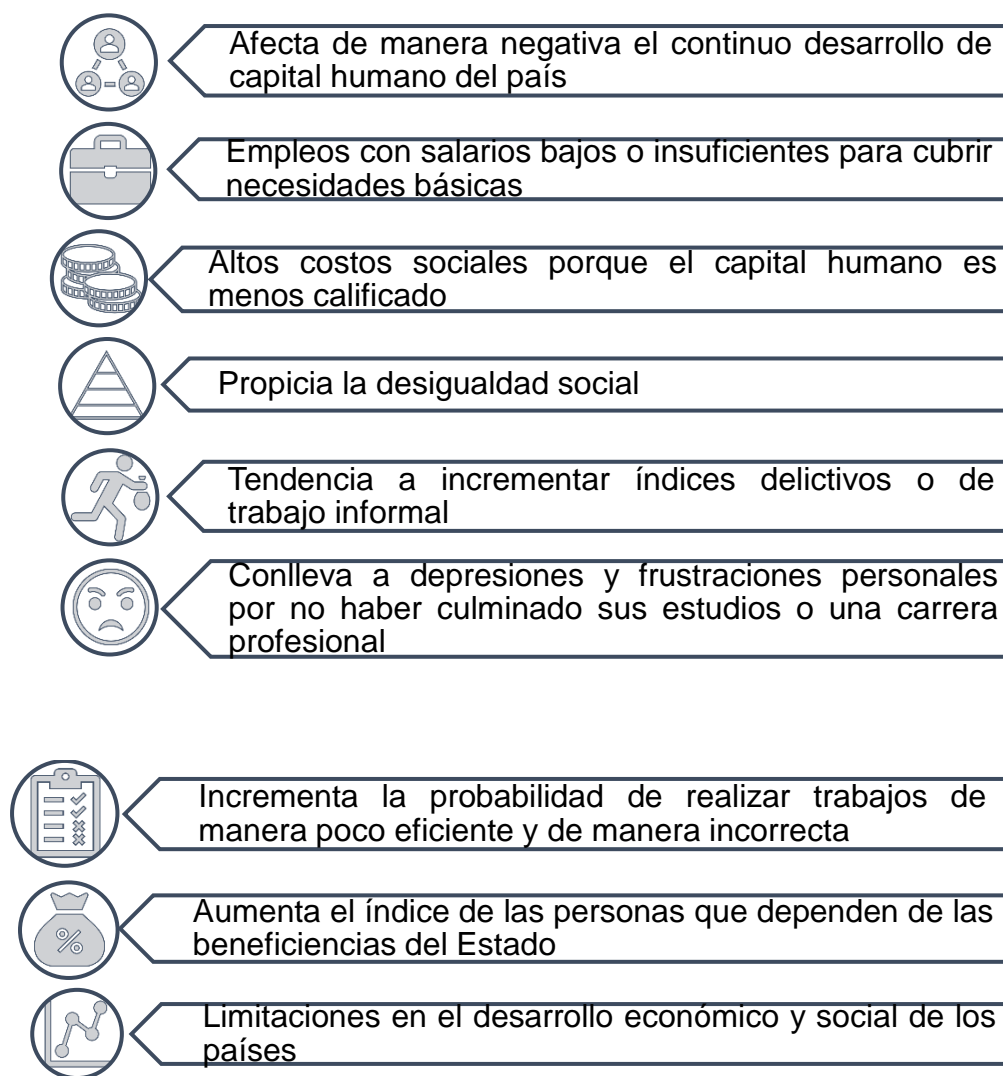 Afecta de manera negativa el continuo desarrollo de
capital humano del país
Empleos con salarios bajos o insuficientes para cubrir
necesidades básicas
Altos costos sociales porque el capital humano es
menos calificado
Propicia la desigualdad social
Tendencia a incrementar índices delictivos o de
trabajo informal
Conlleva a depresiones y frustraciones personales
por no haber culminado sus estudios o una carrera
profesional
Incrementa la probabilidad de realizar trabajos de
manera poco eficiente y de manera incorrecta
Aumenta el índice de las personas que dependen de las
beneficiencias del Estado
%
Limitaciones en el desarrollo económico y social de los
países